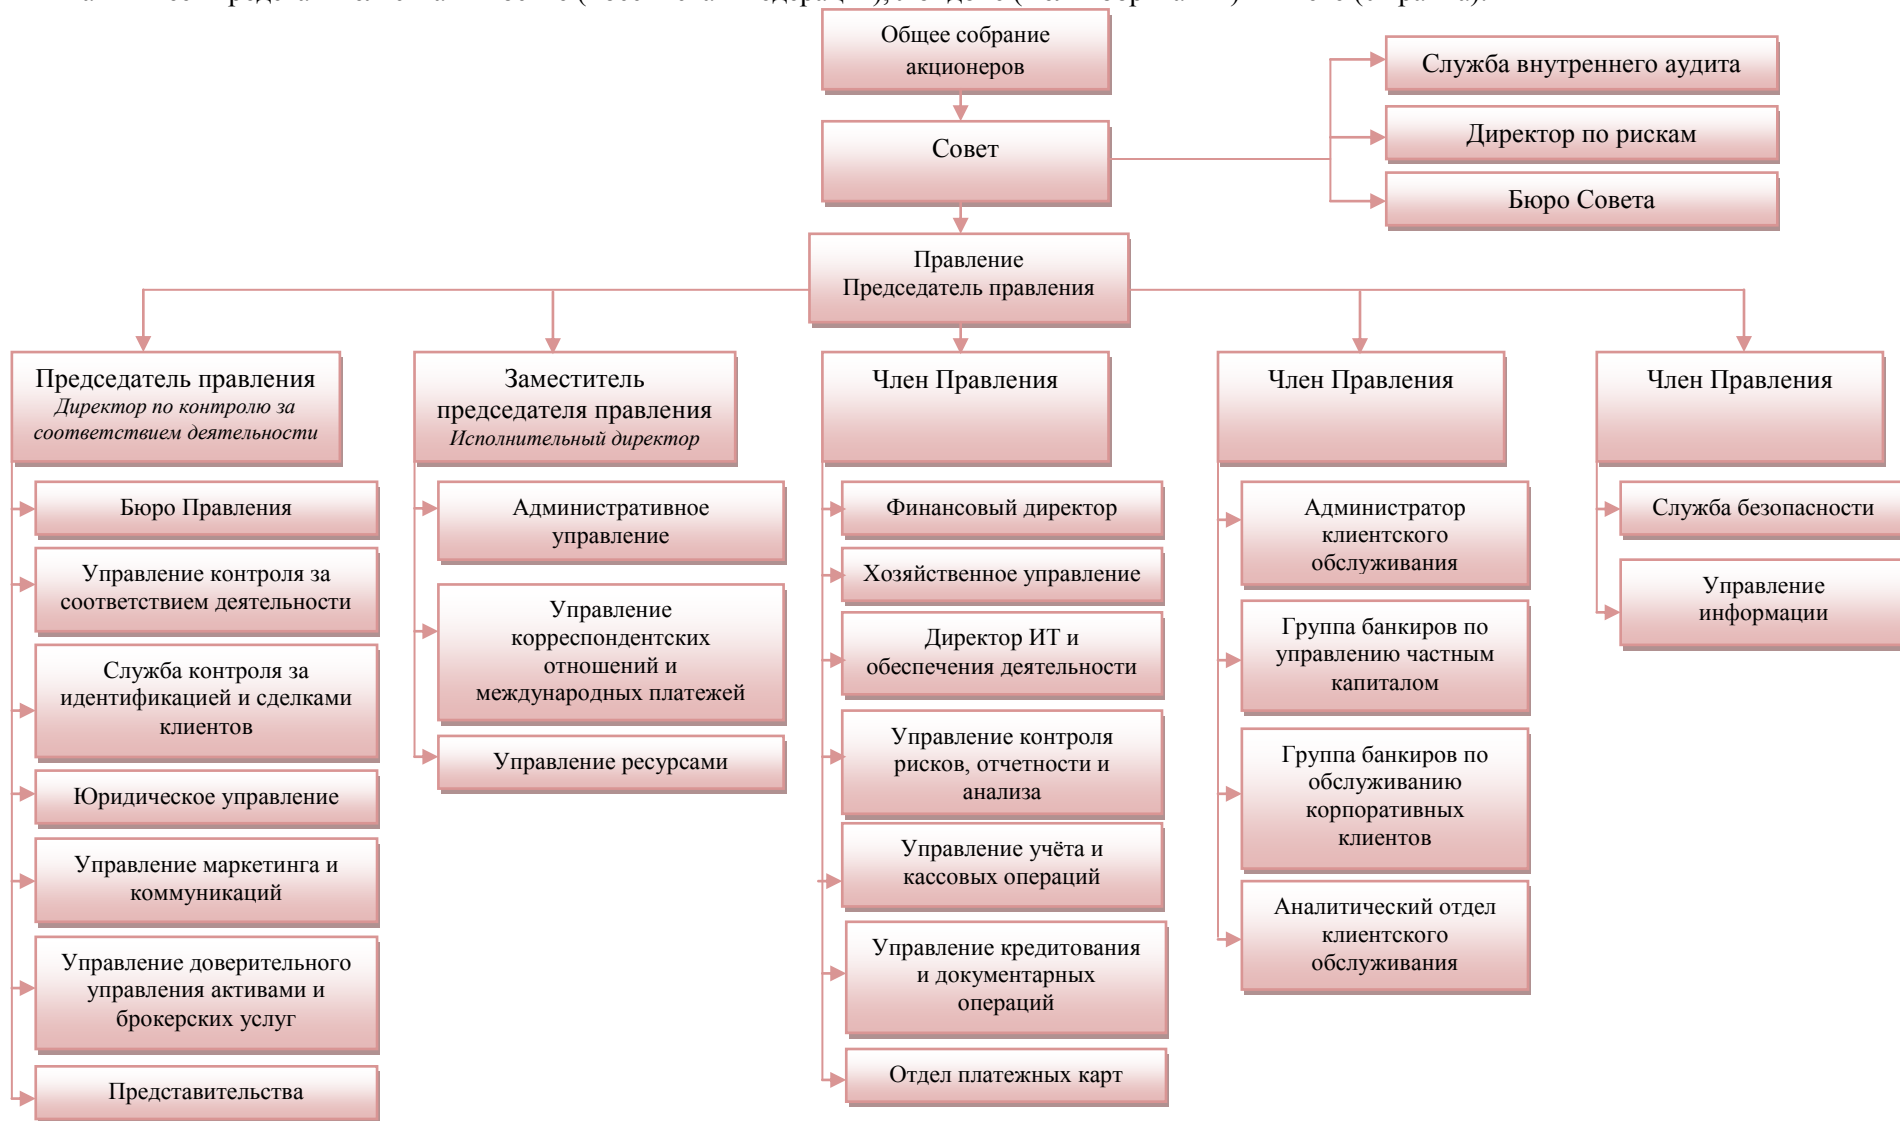 Общее собрание
акционеров
Служба внутреннего аудита
Директор по рискам
Бюро Совета
Совет
Правление
Председатель правления
Председатель правления
Директор по контролю за
соответствием деятельности
Бюро Правления
Управление контроля за
соответствием деятельности
Служба контроля за
идентификацией и сделками
клиентов
Юридическое управление
Управление маркетинга и
коммуникаций
Управление доверительного
управления активами и
брокерских услуг
Представительства
Заместитель
председателя правления
Исполнительный директор
Административное
управление
Управление
корреспондентских
отношений и
международных платежей
Управление ресурсами
Член Правления
Финансовый директор
Хозяйственное управление
Директор ИТ и
обеспечения деятельности
Управление контроля
рисков, отчетности и
анализа
Управление учёта и
кассовых операций
Управление кредитования
и документарных
операций
Отдел платежных карт
Член Правления
Администратор
клиентского
обслуживания
Группа банкиров по
управлению частным
капиталом
Группа банкиров по
обслуживанию
корпоративных
клиентов
Аналитический отдел
клиентского
обслуживания
Член Правления
Служба безопасности
Управление
информации